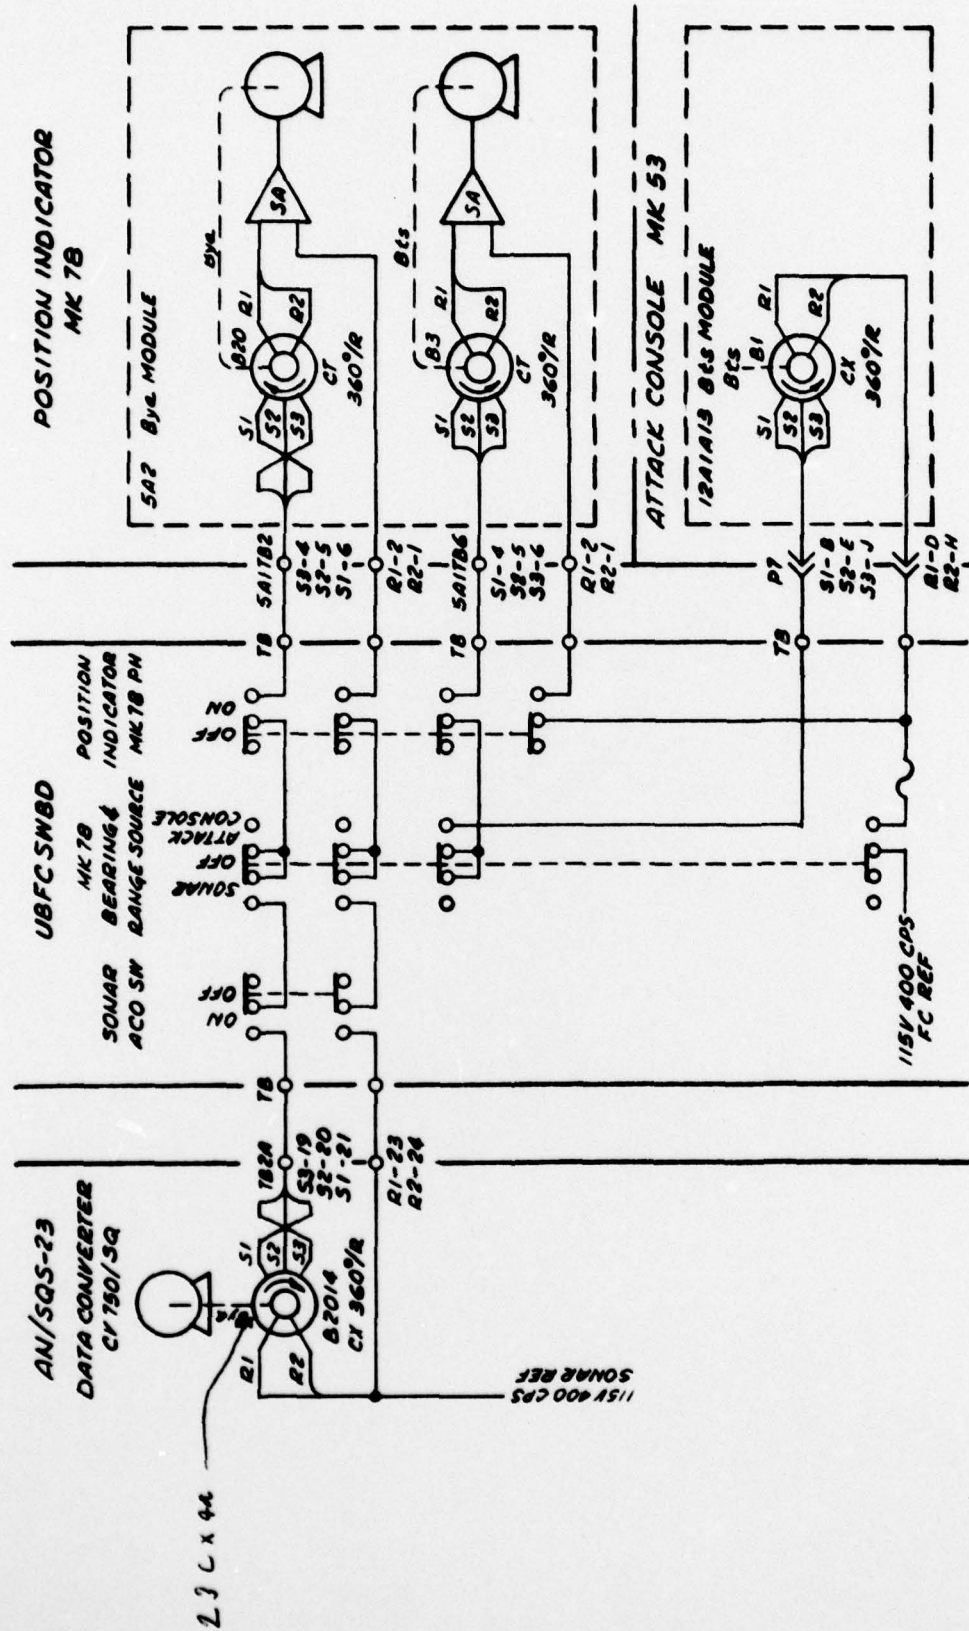 AN/SQS-23
DATA CONVERTER
CV 750/SQ
23 C X 4
Bya
S1
S2
S3
R1
R2
B2014
CX 360°/R
TB2A
S3-19
S2-20
S1-21
R1-23
R2-24
115V 400 CPS
SONAR REF
UBFC SWBD
SONAR
ACO SW
MK78
BEARING &
RANGE SOURCE
POSITION
INDICATOR
MK 78 PH
TB
ON
OFF
SONAR
OFF
ATTACK
CONSOLE
OFF
ON
TB
TB
TB
115V 400 CPS
FC REF
POSITION INDICATOR
MK 78
5A2 Bya MODULE
5A1TB2
S3-4
S2-5
S1-6
R1-2
R2-1
S1
S2
S3
B20
Bya
R1
R2
CT
360°/R
SA
5A1TB6
S1-4
S2-5
S3-6
R1-2
R2-1
S1
S2
S3
B3
Bts
R1
R2
CT
360°/R
SA
ATTACK CONSOLE MK 53
12A1A13 Bts MODULE
Bts
B1
P7
S1-B
S2-E
S3-J
R1-D
R2-H
S1
S2
S3
R1
R2
CX
360°/R